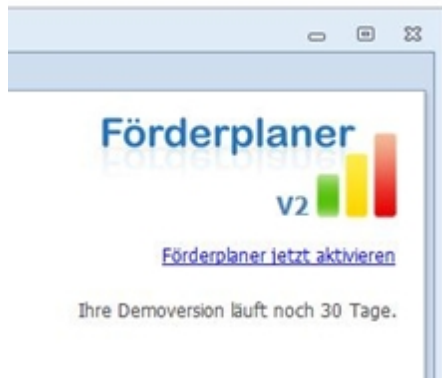 Förderplaner
V2
Förderplaner jetzt aktivieren
Ihre Demoversion läuft noch 30 Tage.